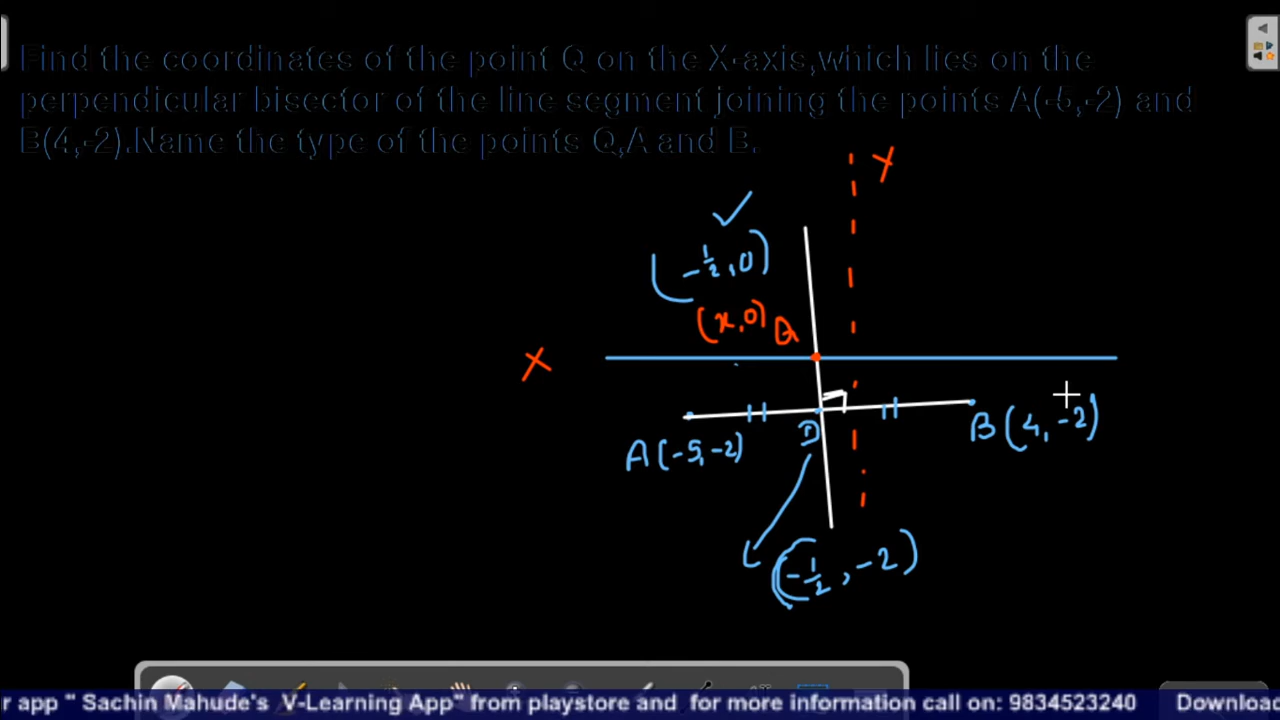 Find the coordinates of the point Q on the X-axis,which lies on the
perpendicular bisector of the line segment joining the points A(-5,-2) and
B(4,-2).Name the type of the points Q,A and B.
Y
✓
(-1/2,0)
(x,0) Q
X
A(-5,-2)
D
B(4,-2)
(-1/2,-2)
r app " Sachin Mahude's V-Learning App" from playstore and for more information call on: 9834523240 Downloa